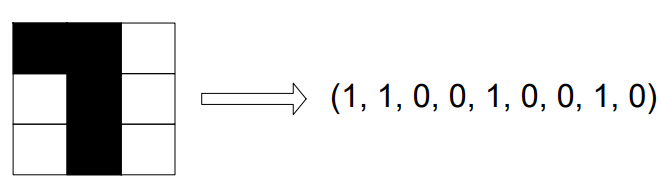 (1, 1, 0, 0, 1, 0, 0, 1, 0)